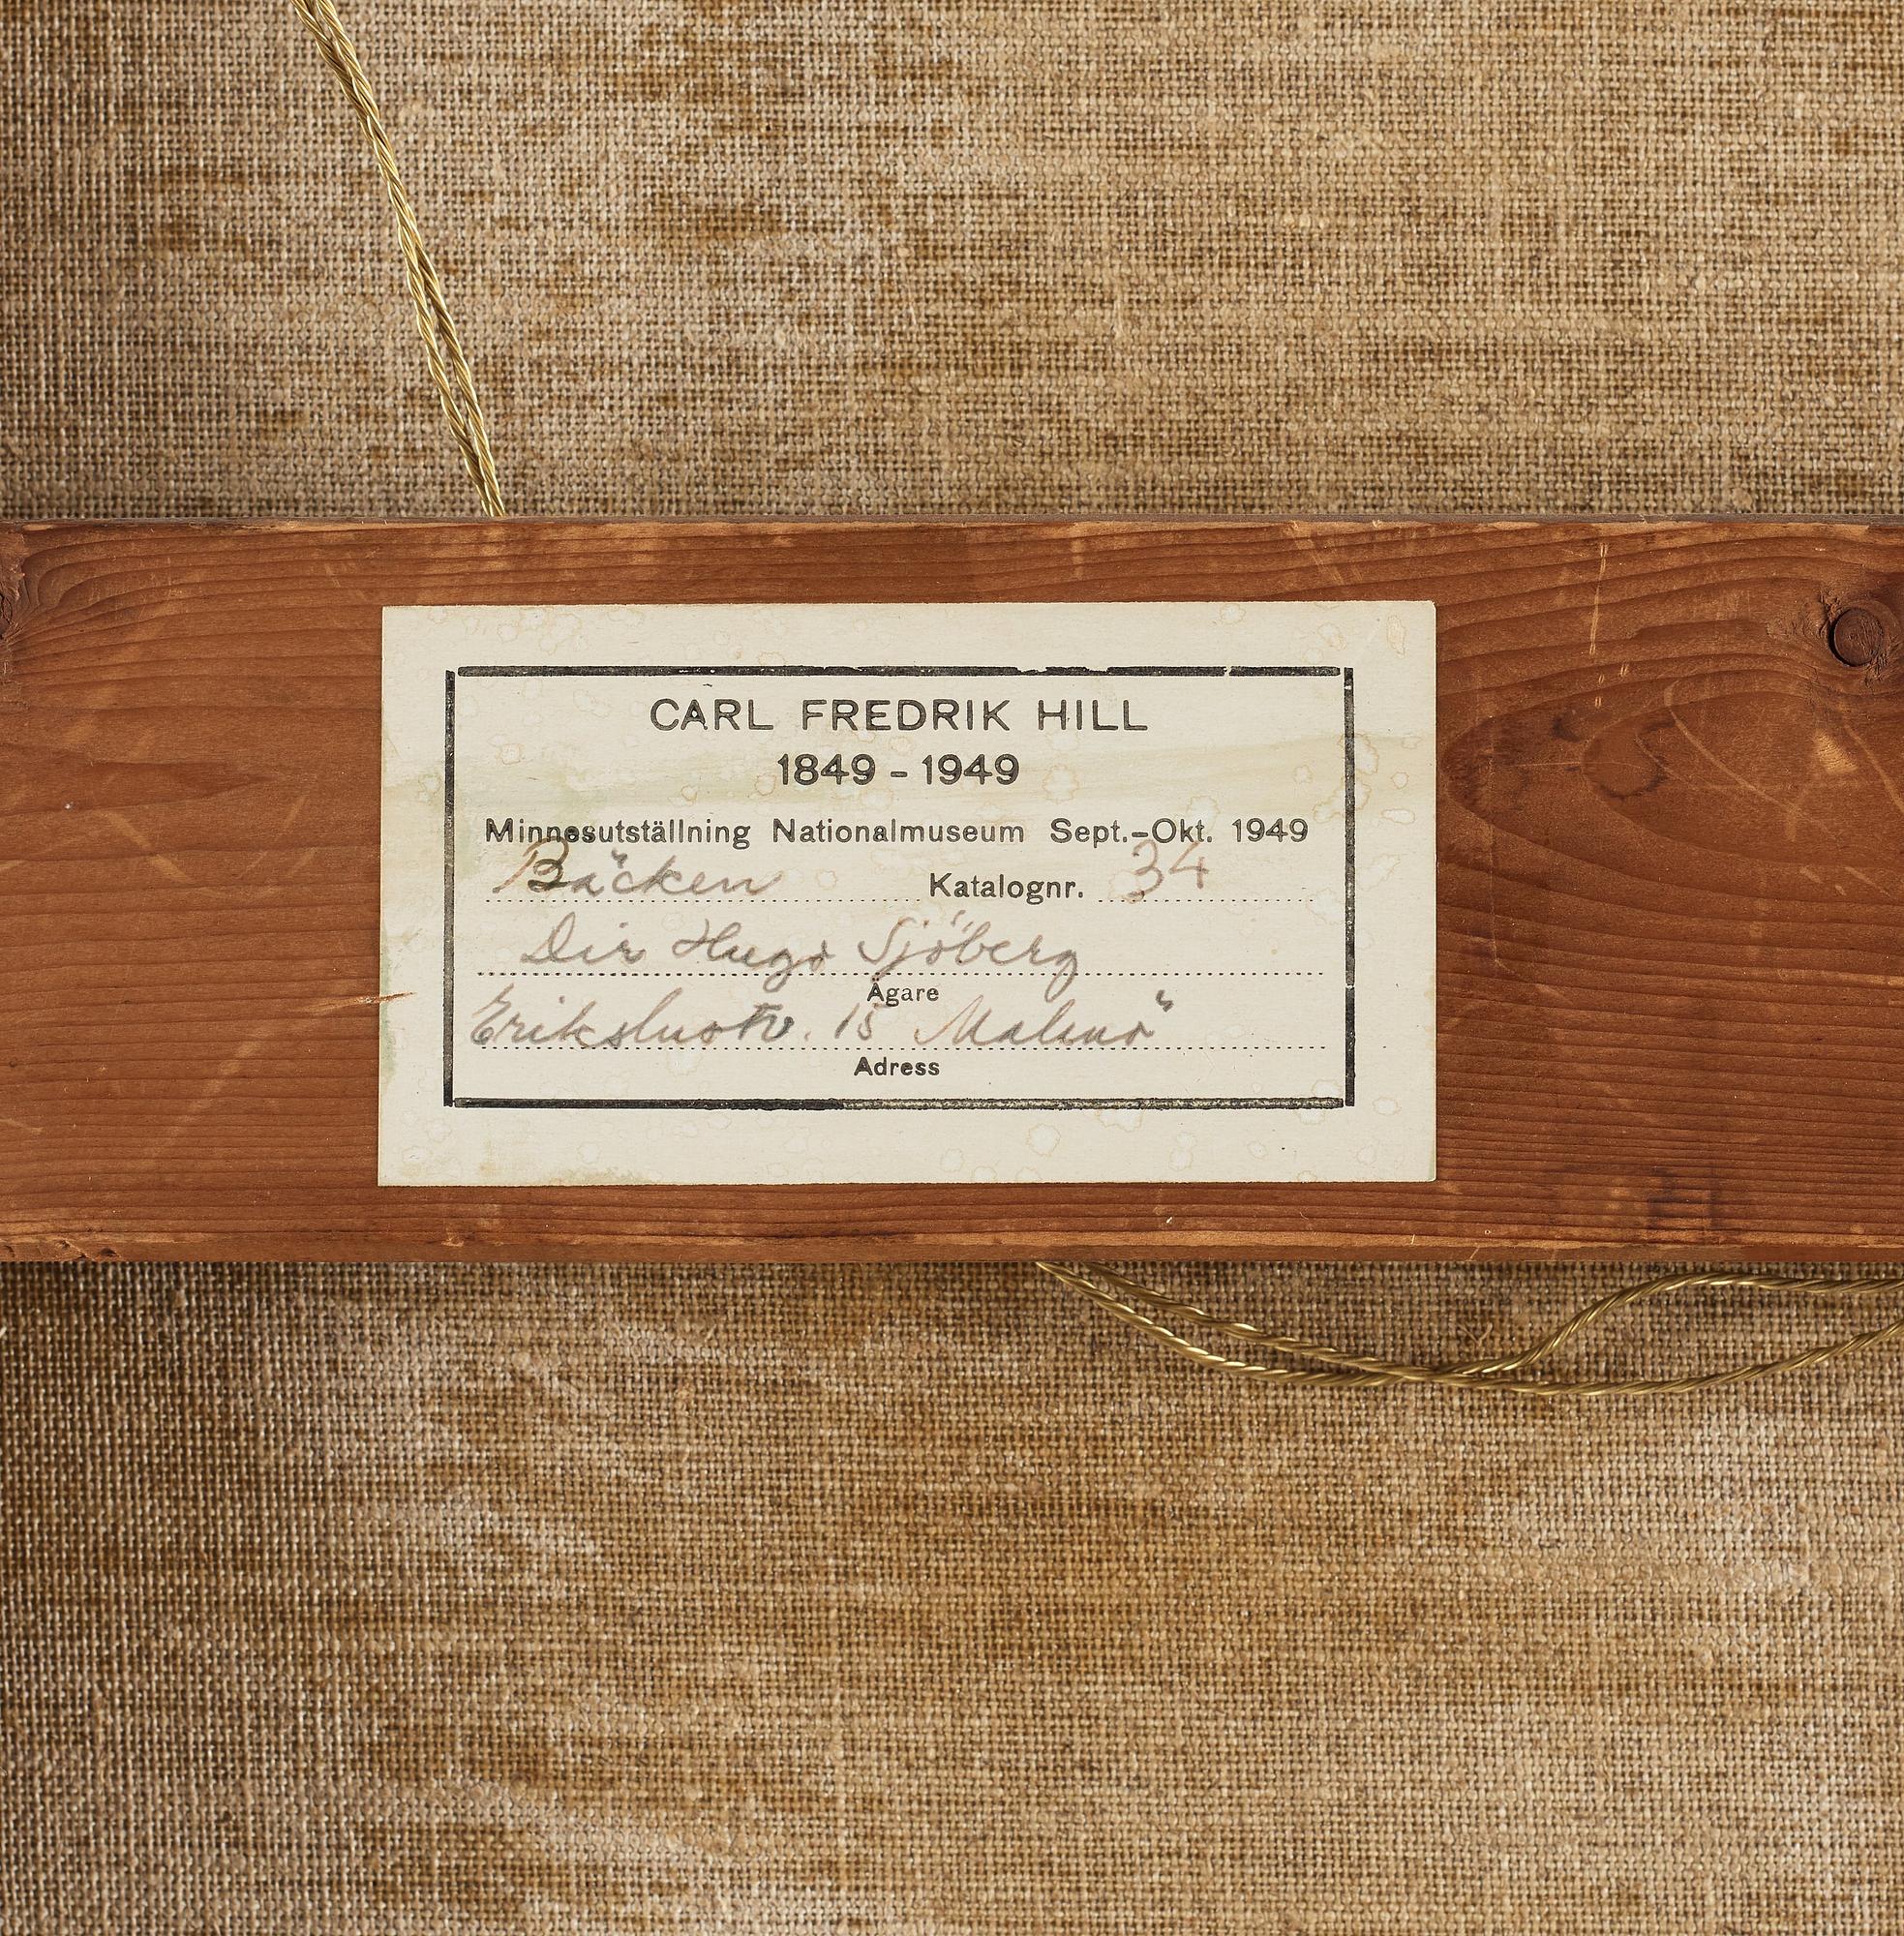 CARL FREDRIK HILL
1849 - 1949
Minnesutställning Nationalmuseum Sept.-Okt. 1949
Bäcken Katalognr. 34
Dir Hugo Sjöberg
Ägare
Erikslustv. 15 Malmö
Adress